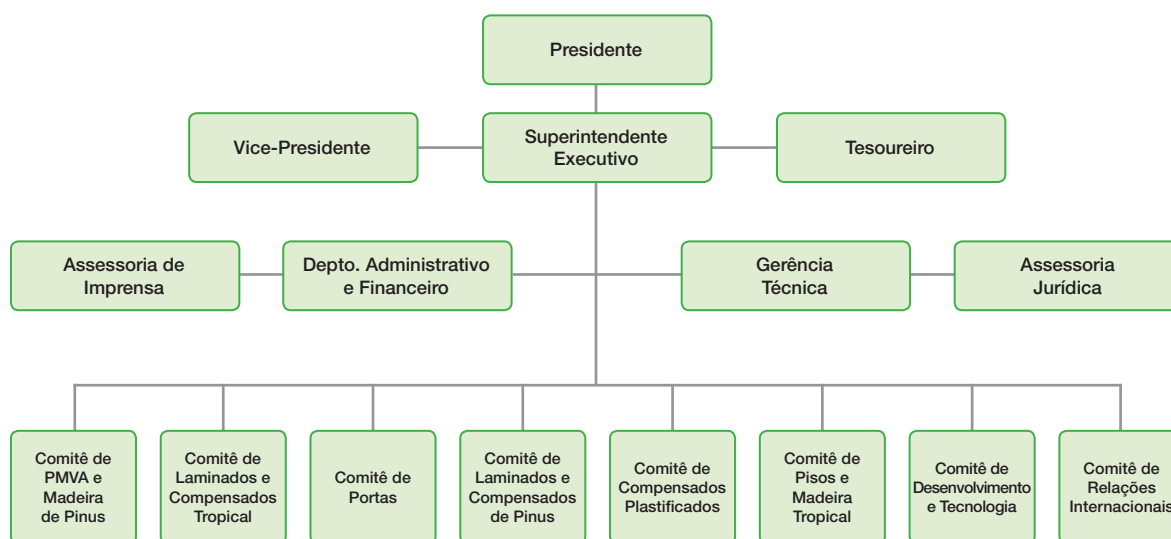 Presidente
Vice-Presidente
Superintendente
Executivo
Tesoureiro
Assessoria de
Imprensa
Depto. Administrativo
e Financeiro
Gerência
Técnica
Assessoria
Jurídica
Comitê de
PMVA e
Madeira
de Pinus
Comitê de
Laminados e
Compensados
Tropical
Comitê de
Portas
Comitê de
Laminados e
Compensados
de Pinus
Comitê de
Compensados
Plastificados
Comitê de
Pisos e
Madeira
Tropical
Comitê de
Desenvolvimento
e Tecnologia
Comitê de
Relações
Internacionais